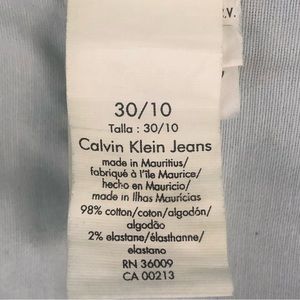 .V.
30/10
Talla : 30/10
Calvin Klein Jeans
made in Mauritius/
fabriqué à l'île Maurice/
hecho en Mauricio/
made in Ilhas Maurícias
98% cotton/coton/algodón/
algodão
2% elastane/élasthanne/
elastano
RN 36009
CA 00213